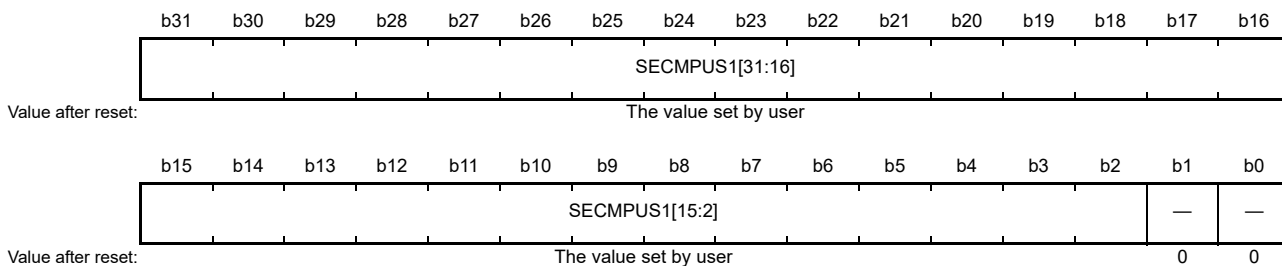 b31 b30 b29 b28 b27 b26 b25 b24 b23 b22 b21 b20 b19 b18 b17 b16
SECMPUS1[31:16]
Value after reset: The value set by user
b15 b14 b13 b12 b11 b10 b9 b8 b7 b6 b5 b4 b3 b2 b1 b0
SECMPUS1[15:2] — —
Value after reset: The value set by user 0 0